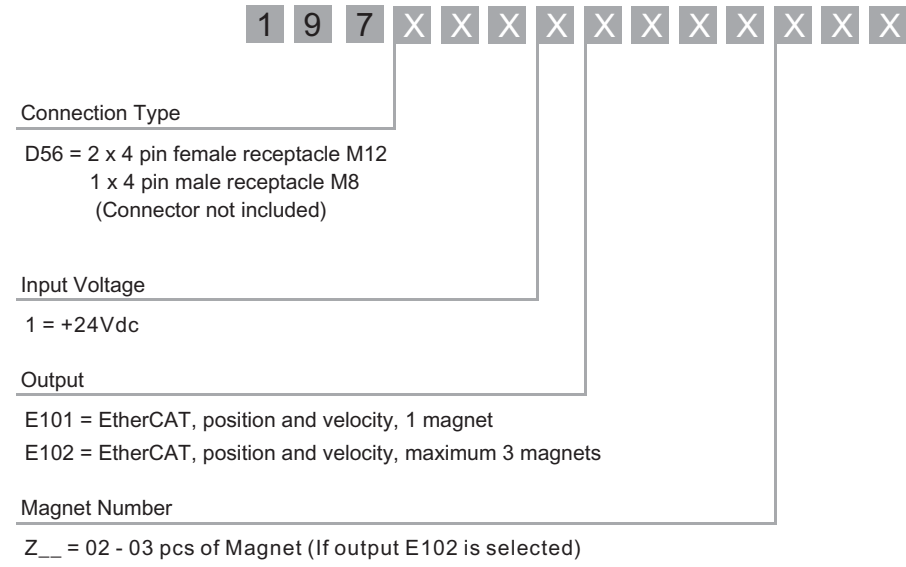 1 9 7 X X X X X X X X X X X
Connection Type
D56 = 2 x 4 pin female receptacle M12
1 x 4 pin male receptacle M8
(Connector not included)
Input Voltage
1 = +24Vdc
Output
E101 = EtherCAT, position and velocity, 1 magnet
E102 = EtherCAT, position and velocity, maximum 3 magnets
Magnet Number
Z__ = 02 - 03 pcs of Magnet (If output E102 is selected)